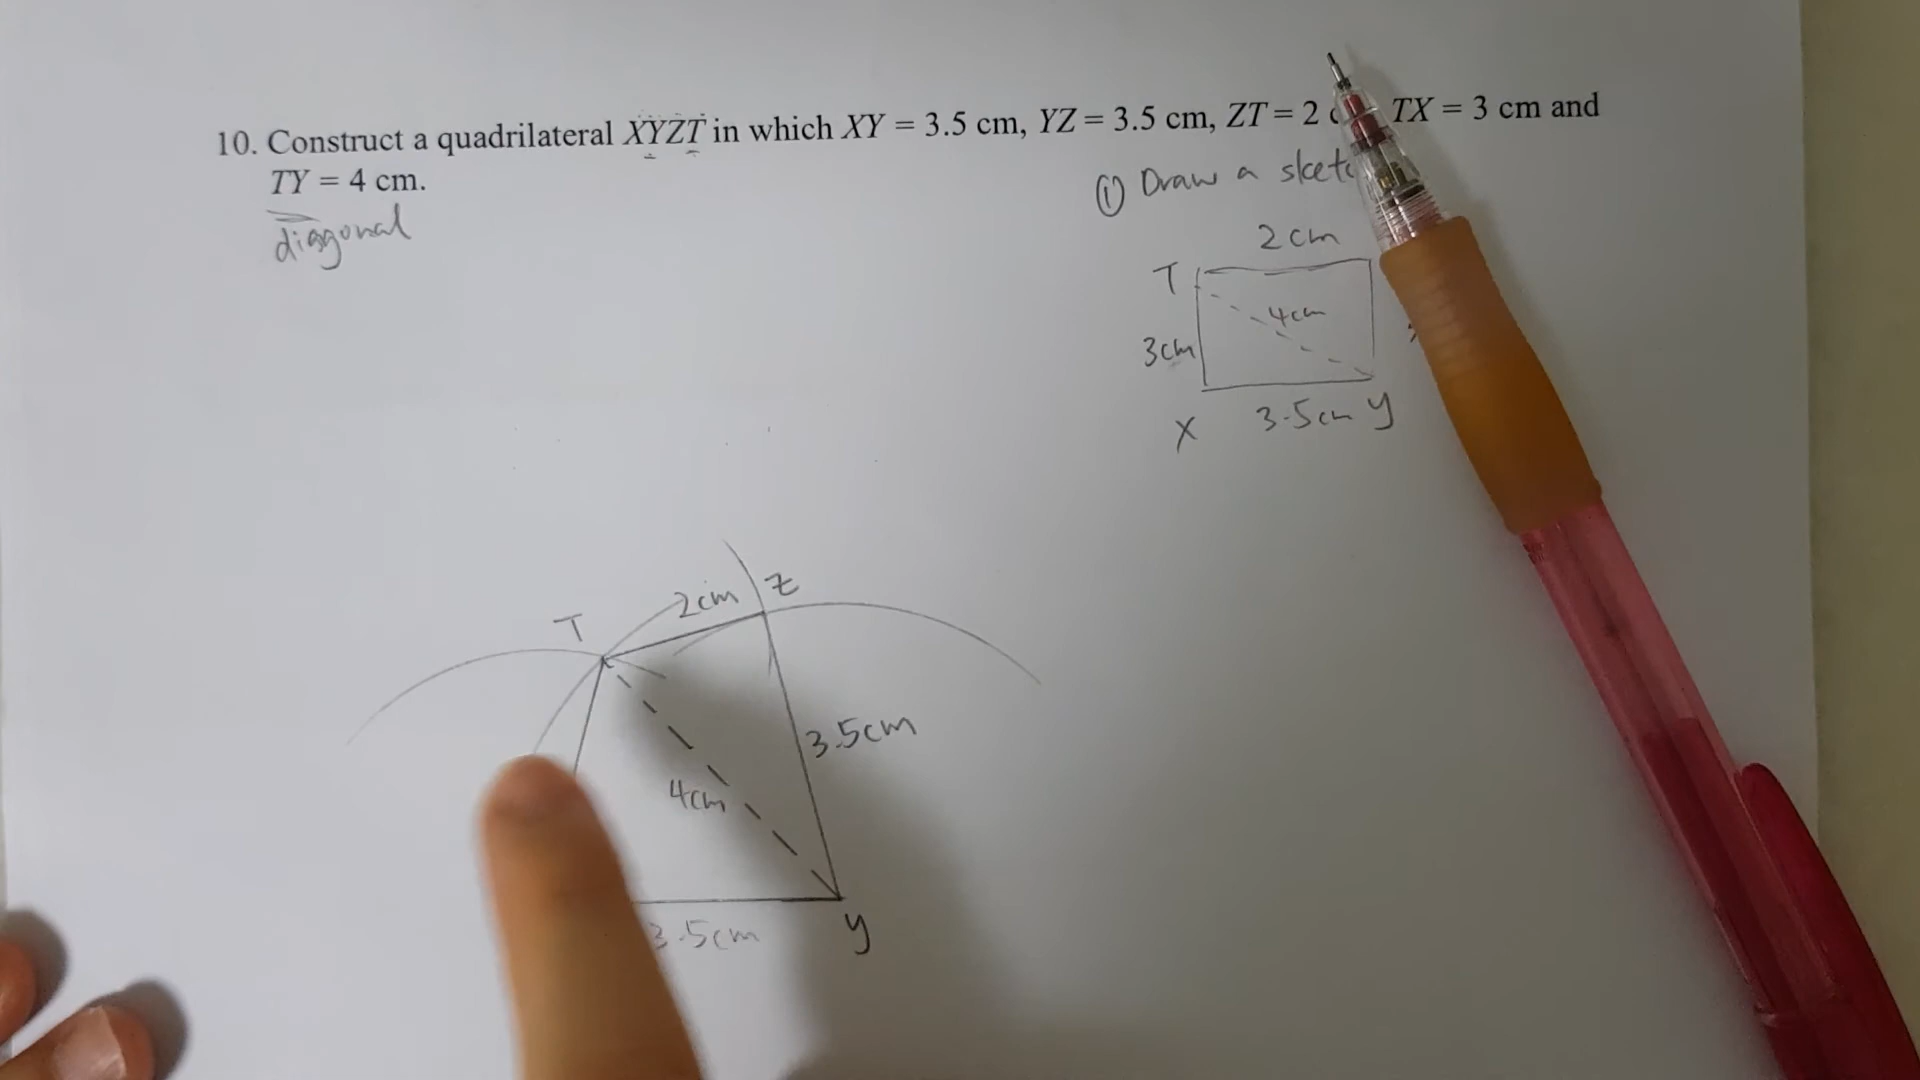 10. Construct a quadrilateral XYZT in which XY = 3.5 cm, YZ = 3.5 cm, ZT = 2 TX = 3 cm and
TY = 4 cm.
diagonal
① Draw a sketc
2 cm
T
4cm
3cm
X 3.5cm y
T 2cm Z
3.5cm
4cm
3.5cm y